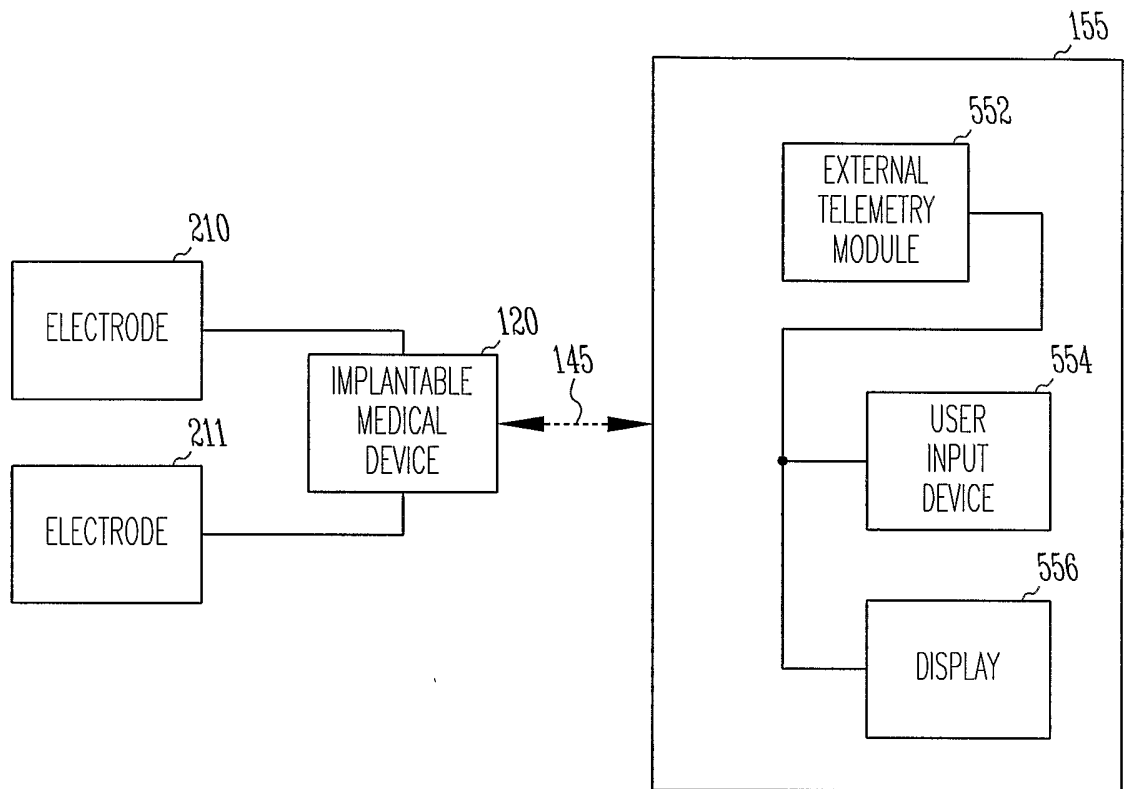 155
552
EXTERNAL
TELEMETRY
MODULE
210
ELECTRODE
120
IMPLANTABLE
MEDICAL
DEVICE
145
554
USER
INPUT
DEVICE
211
ELECTRODE
556
DISPLAY